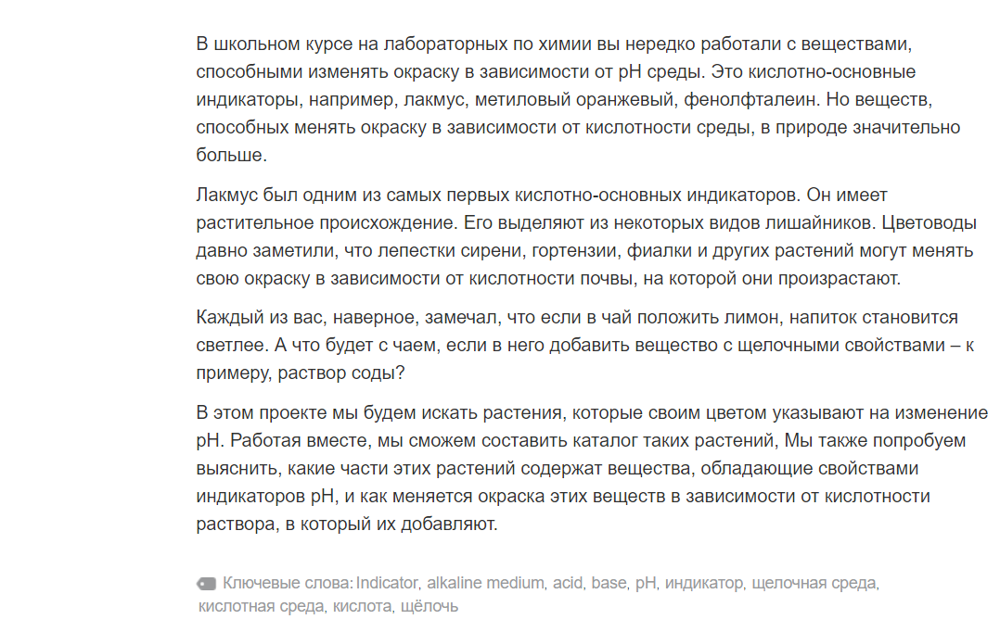 В школьном курсе на лабораторных по химии вы нередко работали с веществами,
способными изменять окраску в зависимости от pH среды. Это кислотно-основные
индикаторы, например, лакмус, метиловый оранжевый, фенолфталеин. Но веществ,
способных менять окраску в зависимости от кислотности среды, в природе значительно
больше.
Лакмус был одним из самых первых кислотно-основных индикаторов. Он имеет
растительное происхождение. Его выделяют из некоторых видов лишайников. Цветоводы
давно заметили, что лепестки сирени, гортензии, фиалки и других растений могут менять
свою окраску в зависимости от кислотности почвы, на которой они произрастают.
Каждый из вас, наверное, замечал, что если в чай положить лимон, напиток становится
светлее. А что будет с чаем, если в него добавить вещество с щелочными свойствами – к
примеру, раствор соды?
В этом проекте мы будем искать растения, которые своим цветом указывают на изменение
pH. Работая вместе, мы сможем составить каталог таких растений, Мы также попробуем
выяснить, какие части этих растений содержат вещества, обладающие свойствами
индикаторов pH, и как меняется окраска этих веществ в зависимости от кислотности
раствора, в который их добавляют.
Ключевые слова: Indicator, alkaline medium, acid, base, pH, индикатор, щелочная среда,
кислотная среда, кислота, щёлочь